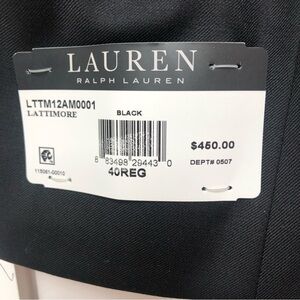 LAUREN
RALPH LAUREN
LTTM12AM0001
LATTIMORE
BLACK
$450.00
DEPT# 0507
40REG